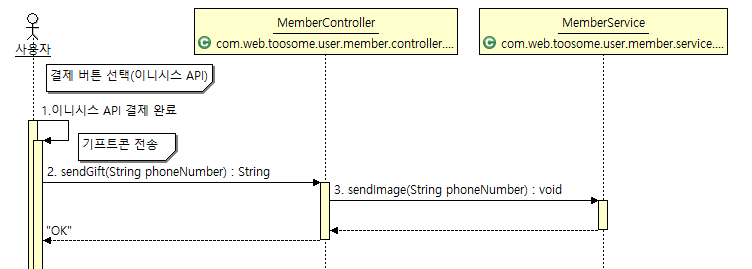 MemberController
com.web.toosome.user.member.controller....
MemberService
com.web.toosome.user.member.service....
사용자
결제 버튼 선택(이니시스 API)
1.이니시스 API 결제 완료
기프트콘 전송
2. sendGift(String phoneNumber) : String
3. sendImage(String phoneNumber) : void
"OK"